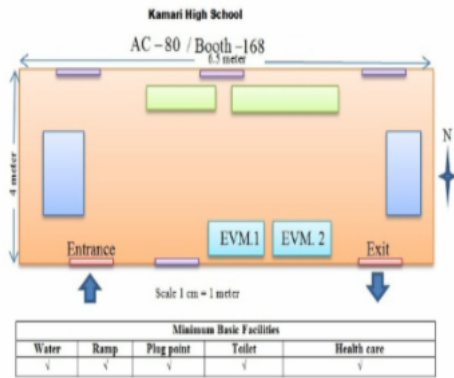 Kamari High School
AC – 80 / Booth -168
6.5 meter
4 meter
N
EVM.1 EVM. 2
Entrance Exit
Scale 1 cm = 1 meter
Minimum Basic Facilities
Water Ramp Plug point Toilet Health care
√ √ √ √ √